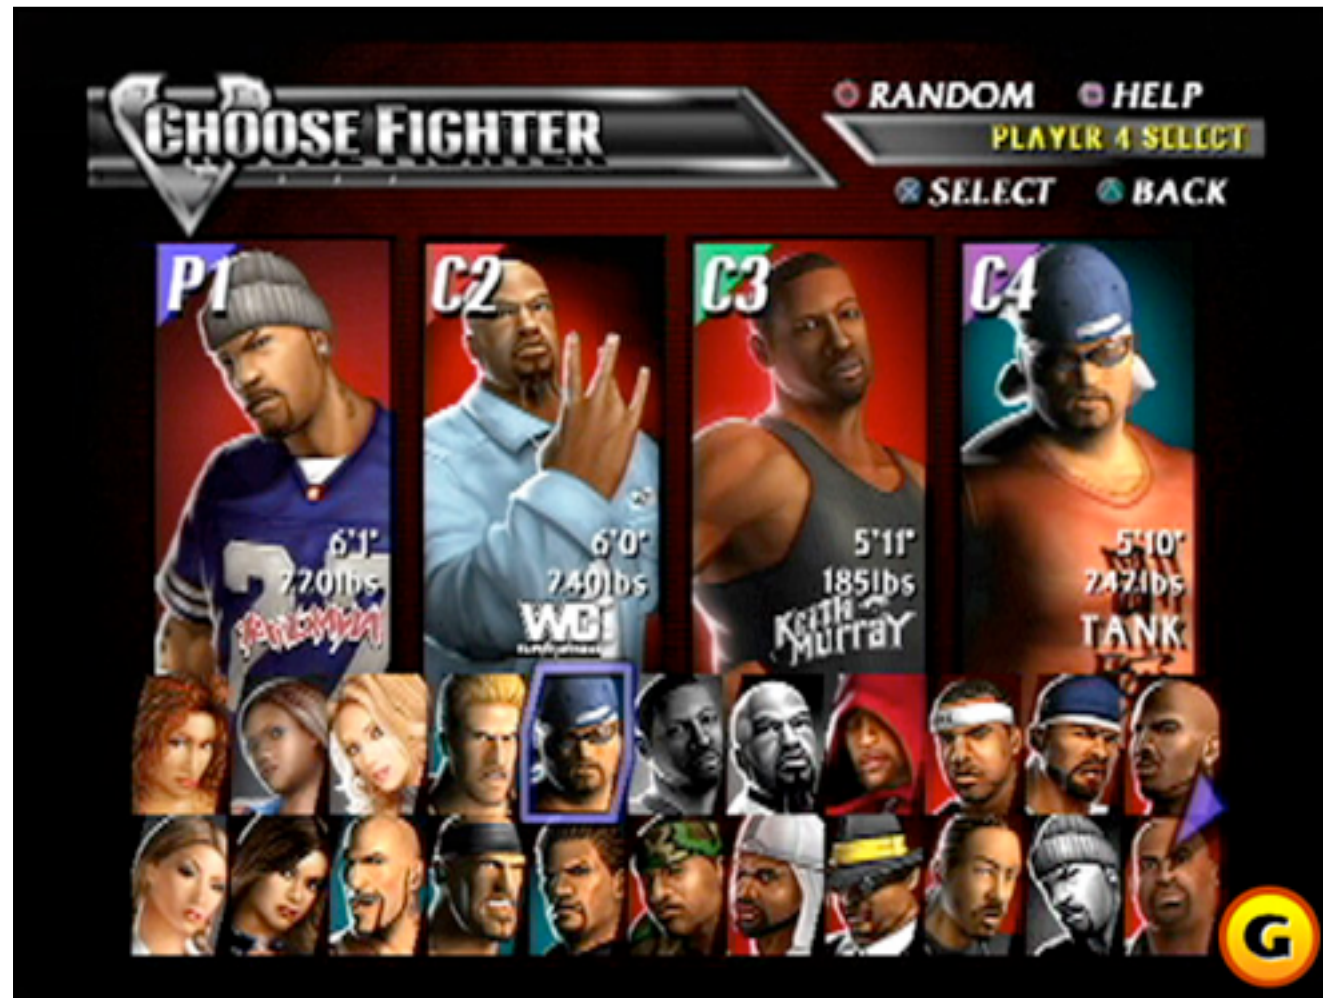 CHOOSE FIGHTER
RANDOM HELP
PLAYER 4 SELECT
SELECT BACK
P1
C2
C3
C4
6'1"
220lbs
6'0"
240lbs
WC
5'11"
185lbs
KEITH
MURRAY
5'10"
242lbs
TANK
G